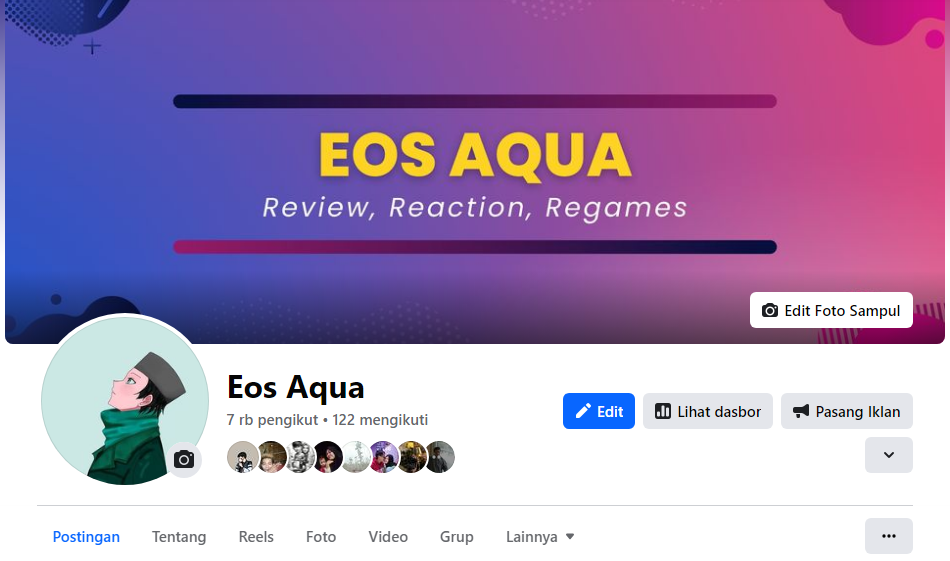 EOS AQUA
Review, Reaction, Regames
Edit Foto Sampul
Eos Aqua
7 rb pengikut • 122 mengikuti
Edit
Lihat dasbor
Pasang Iklan
Postingan
Tentang
Reels
Foto
Video
Grup
Lainnya